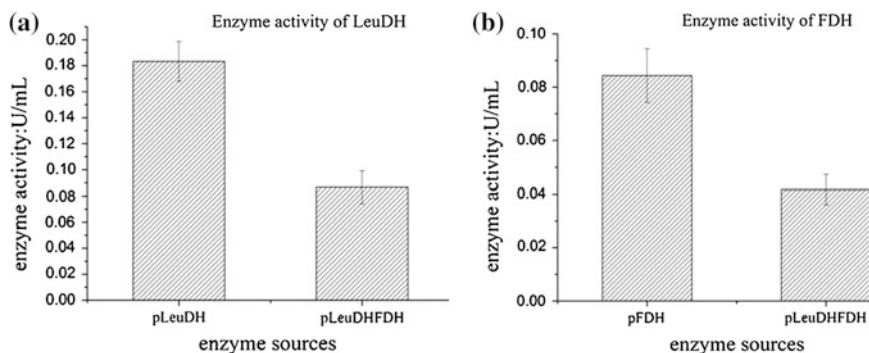 (a)
Enzyme activity of LeuDH
enzyme activity:U/mL
0.20
0.18
0.16
0.14
0.12
0.10
0.08
0.06
0.04
0.02
0.00
pLeuDH
pLeuDHFDH
enzyme sources
(b)
Enzyme activity of FDH
enzyme activity:U/mL
0.10
0.08
0.06
0.04
0.02
0.00
pFDH
pLeuDHFDH
enzyme sources